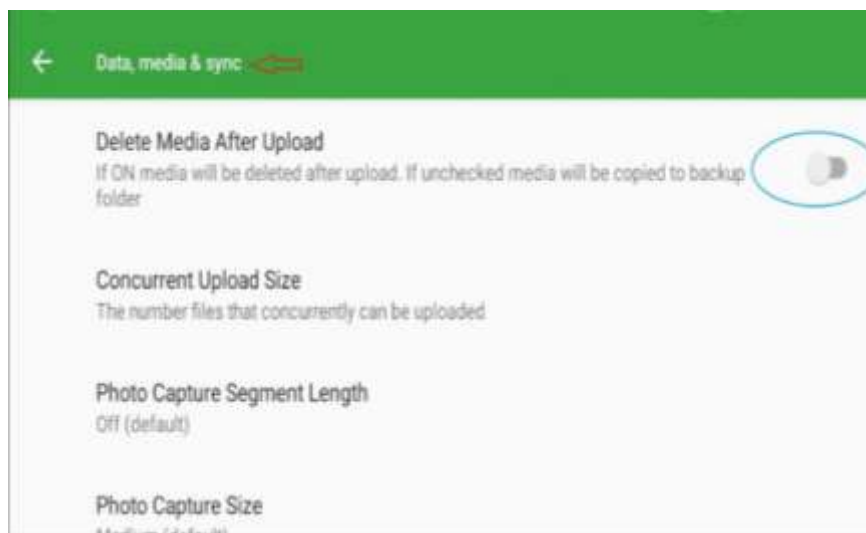 Data, media & sync
Delete Media After Upload
If ON media will be deleted after upload. If unchecked media will be copied to backup
folder
Concurrent Upload Size
The number files that concurrently can be uploaded
Photo Capture Segment Length
Off (default)
Photo Capture Size
Medium (default)